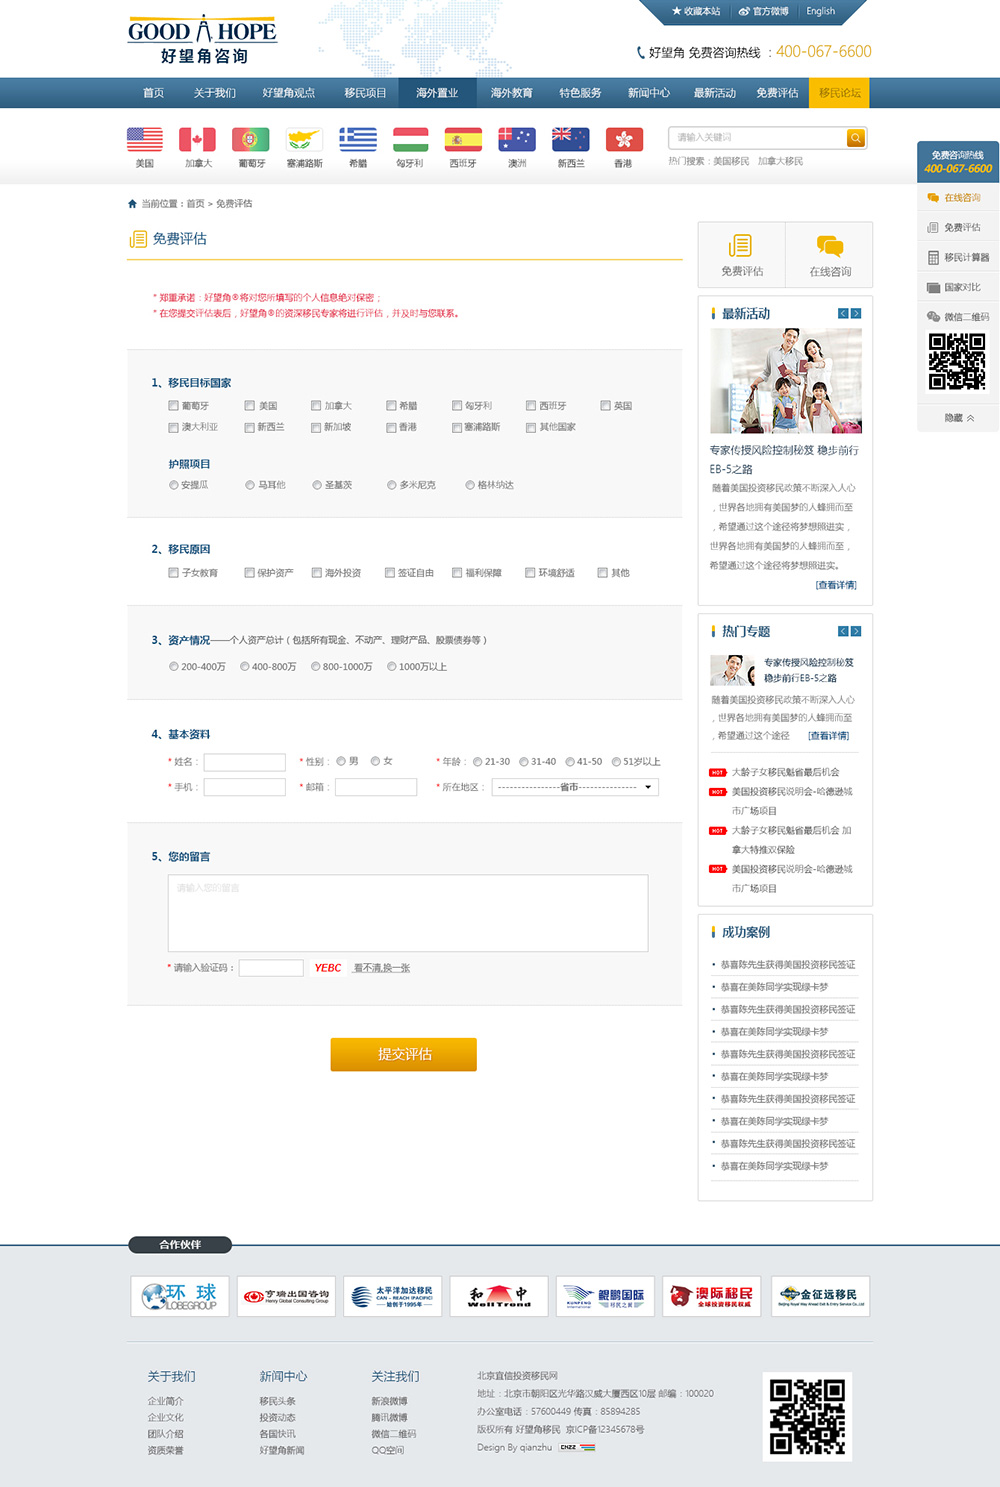 收藏本站
官方微博
English
GOOD HOPE
好望角咨询
好望角 免费咨询热线 ：400-067-6600
首页
关于我们
好望角观点
移民项目
海外置业
海外教育
特色服务
新闻中心
最新活动
免费评估
移民论坛
美国
加拿大
葡萄牙
塞浦路斯
希腊
匈牙利
西班牙
澳洲
新西兰
香港
请输入关键词
热门搜索：美国移民 加拿大移民
免费咨询热线
400-067-6600
在线咨询
免费评估
移民计算器
国家对比
微信二维码
隐藏
当前位置：首页 > 免费评估
免费评估
* 郑重承诺：好望角®将对您所填写的个人信息绝对保密；
* 在您提交评估表后，好望角®的资深移民专家将进行评估，并及时与您联系。
1、移民目标国家
葡萄牙 美国 加拿大 希腊 匈牙利 西班牙 英国
澳大利亚 新西兰 新加坡 香港 塞浦路斯 其他国家
护照项目
安提瓜 马耳他 圣基茨 多米尼克 格林纳达
2、移民原因
子女教育 保护资产 海外投资 签证自由 福利保障 环境舒适 其他
3、资产情况——个人资产总计（包括所有现金、不动产、理财产品、股票债券等）
200-400万 400-800万 800-1000万 1000万以上
4、基本资料
* 姓名： * 性别： 男 女 * 年龄： 21-30 31-40 41-50 51岁以上
* 手机： * 邮箱： * 所在地区： ----------------省市---------------
5、您的留言
请输入您的留言
* 请输入验证码： YEBC 看不清,换一张
提交评估
免费评估
在线咨询
最新活动
专家传授风险控制秘笈 稳步前行
EB-5之路
随着美国投资移民政策不断深入人心
，世界各地拥有美国梦的人蜂拥而至
，希望通过这个途径将梦想照进实，
世界各地拥有美国梦的人蜂拥而至，
希望通过这个途径将梦想照进实。
[查看详情]
热门专题
专家传授风险控制秘笈
稳步前行EB-5之路
随着美国投资移民政策不断深入人心
，世界各地拥有美国梦的人蜂拥而至
，希望通过这个途径 [查看详情]
HOT 大龄子女移民魁省最后机会
HOT 美国投资移民说明会-哈德逊城
市广场项目
HOT 大龄子女移民魁省最后机会 加
拿大特推双保险
HOT 美国投资移民说明会-哈德逊城
市广场项目
成功案例
恭喜陈先生获得美国投资移民签证
恭喜在美陈同学实现绿卡梦
恭喜陈先生获得美国投资移民签证
恭喜在美陈同学实现绿卡梦
恭喜陈先生获得美国投资移民签证
恭喜在美陈同学实现绿卡梦
恭喜陈先生获得美国投资移民签证
恭喜在美陈同学实现绿卡梦
恭喜陈先生获得美国投资移民签证
恭喜在美陈同学实现绿卡梦
合作伙伴
环球
LOBEGROUP
亨瑞出国咨询
Henry Global Consulting Group
太平洋加达移民
CAN - REACH (PACIFIC)
始创于1995年
和中
WellTrend
鲲鹏国际
KUNPENG
移民之翼
澳际移民
全球投资移民权威
金征远移民
Beijing Royal Way Ahead Exit & Entry Service Co.,Ltd
关于我们
企业简介
企业文化
团队介绍
资质荣誉
新闻中心
移民头条
投资动态
各国快讯
好望角新闻
关注我们
新浪微博
腾讯微博
微信二维码
QQ空间
北京宜信投资移民网
地址：北京市朝阳区光华路汉威大厦西区10层 邮编：100020
办公室电话：57600449 传真：85894285
版权所有 好望角移民 京ICP备12345678号
Design By qianzhu CNZZ